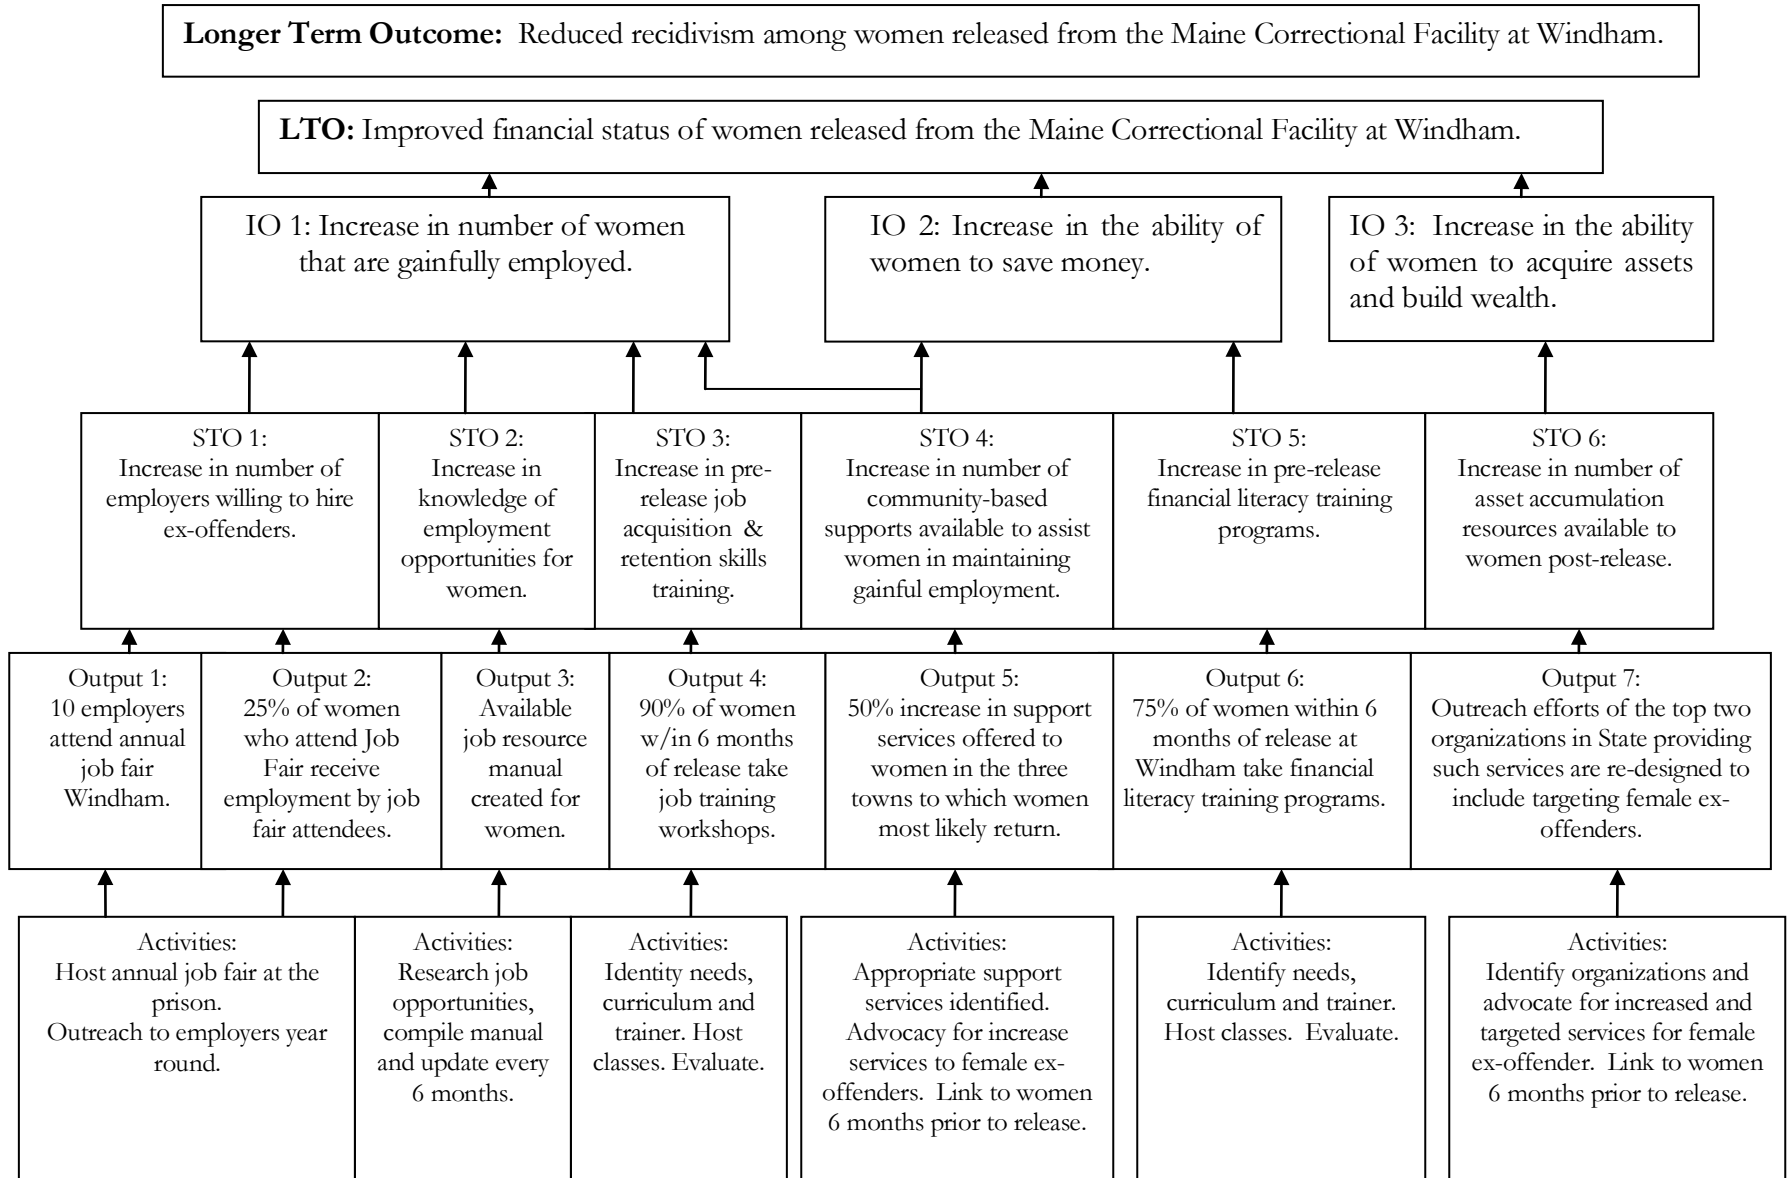 Longer Term Outcome: Reduced recidivism among women released from the Maine Correctional Facility at Windham.
LTO: Improved financial status of women released from the Maine Correctional Facility at Windham.
IO 1: Increase in number of women
that are gainfully employed.
IO 2: Increase in the ability of
women to save money.
IO 3: Increase in the ability
of women to acquire assets
and build wealth.
STO 1:
Increase in number of
employers willing to hire
ex-offenders.
STO 2:
Increase in
knowledge of
employment
opportunities for
women.
STO 3:
Increase in pre-
release job
acquisition & 
retention skills
training.
STO 4:
Increase in number of
community-based
supports available to assist
women in maintaining
gainful employment.
STO 5:
Increase in pre-release
financial literacy training
programs.
STO 6:
Increase in number of
asset accumulation
resources available to
women post-release.
Output 1:
10 employers
attend annual
job fair
Windham.
Output 2:
25% of women
who attend Job
Fair receive
employment by job
fair attendees.
Output 3:
Available
job resource
manual
created for
women.
Output 4:
90% of women
w/in 6 months
of release take
job training
workshops.
Output 5:
50% increase in support
services offered to
women in the three
towns to which women
most likely return.
Output 6:
75% of women within 6
months of release at
Windham take financial
literacy training programs.
Output 7:
Outreach efforts of the top two
organizations in State providing
such services are re-designed to
include targeting female ex-
offenders.
Activities:
Host annual job fair at the
prison.
Outreach to employers year
round.
Activities:
Research job
opportunities,
compile manual
and update every
6 months.
Activities:
Identity needs,
curriculum and
trainer. Host
classes. Evaluate.
Activities:
Appropriate support
services identified.
Advocacy for increase
services to female ex-
offenders. Link to women
6 months prior to release.
Activities:
Identify needs,
curriculum and trainer.
Host classes. Evaluate.
Activities:
Identify organizations and
advocate for increased and
targeted services for female
ex-offender. Link to women
6 months prior to release.